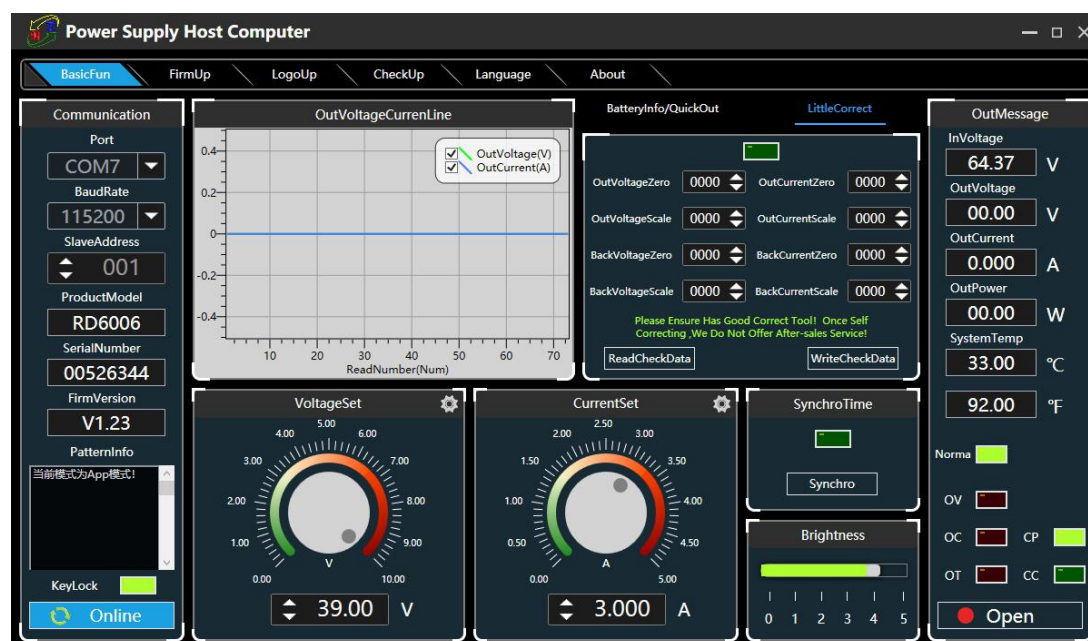 Power Supply Host Computer
BasicFun FirmUp LogoUp CheckUp Language About
Communication
Port
COM7
BaudRate
115200
SlaveAddress
001
ProductModel
RD6006
SerialNumber
00526344
FirmVersion
V1.23
PatternInfo
当前模式为App模式!
KeyLock
Online
OutVoltageCurrenLine
OutVoltage(V)
OutCurrent(A)
0.4
0.2
0
-0.2
-0.4
10 20 30 40 50 60 70
ReadNumber(Num)
BatteryInfo/QuickOut LittleCorrect
OutVoltageZero 0000 OutCurrentZero 0000
OutVoltageScale 0000 OutCurrentScale 0000
BackVoltageZero 0000 BackCurrentZero 0000
BackVoltageScale 0000 BackCurrentScale 0000
Please Ensure Has Good Correct Tool! Once Self
Correcting ,We Do Not Offer After-sales Service!
ReadCheckData WriteCheckData
VoltageSet
0.00 1.00 2.00 3.00 4.00 5.00 6.00 7.00 8.00 9.00 10.00
V
39.00 V
CurrentSet
0.00 0.50 1.00 1.50 2.00 2.50 3.00 3.50 4.00 4.50 5.00
A
3.000 A
SynchroTime
Synchro
Brightness
0 1 2 3 4 5
OutMessage
InVoltage
64.37 V
OutVoltage
00.00 V
OutCurrent
0.000 A
OutPower
00.00 W
SystemTemp
33.00 ℃
92.00 ℉
Norma
OV
OC CP
OT CC
Open